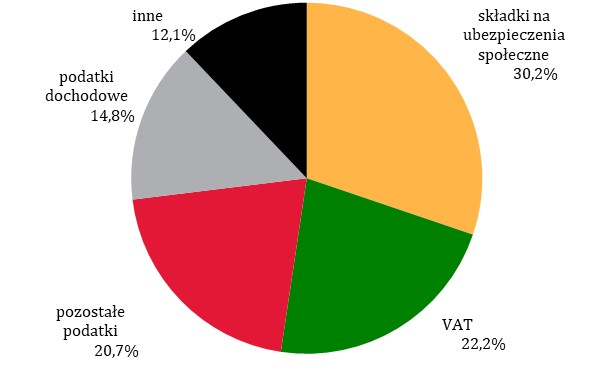 inne
12,1%
składki na
ubezpieczenia
społeczne
30,2%
podatki
dochodowe
14,8%
pozostałe
podatki
20,7%
VAT
22,2%